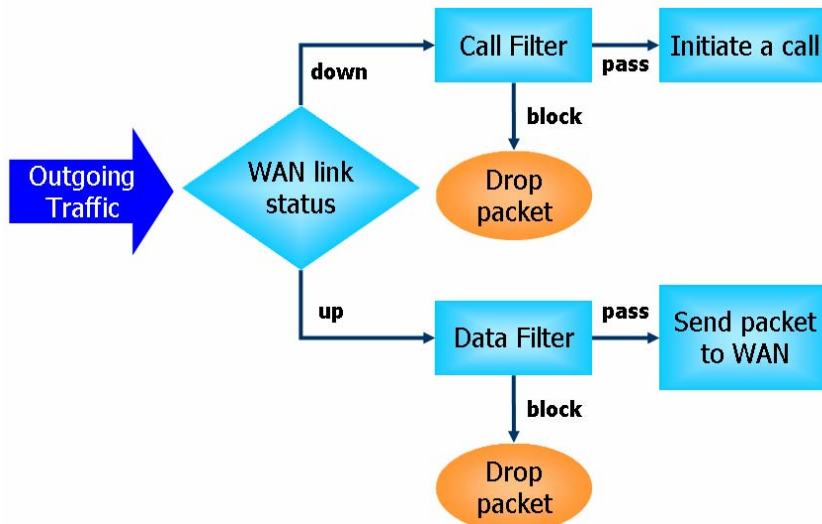 Outgoing
Traffic
WAN link
status
down
Call Filter
pass
Initiate a call
block
Drop
packet
up
Data Filter
pass
Send packet
to WAN
block
Drop
packet